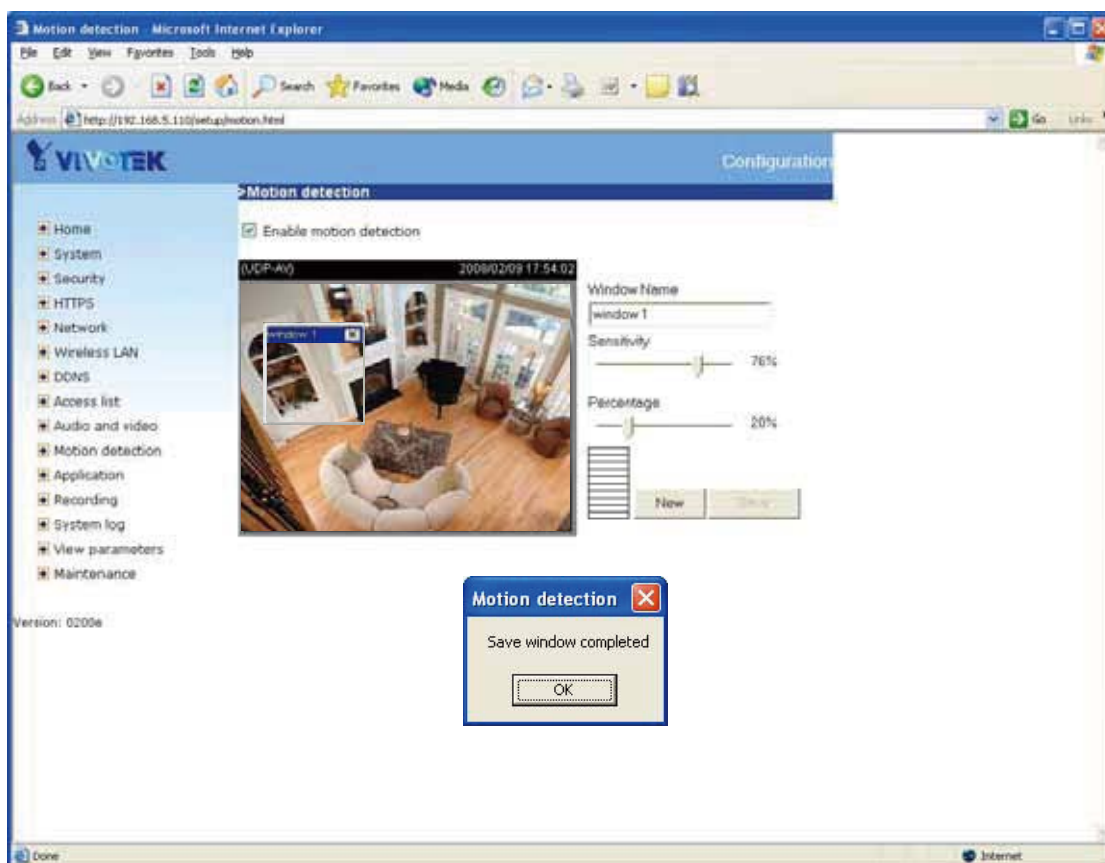 Motion detection Microsoft Internet Explorer
File Edit View Favorites Tools Help
Back Search Favorites Media
Address http://192.168.5.110/setup/motion.html Go Links
VIVOTEK
Configuration
>Motion detection
Home
System
Security
HTTPS
Network
Wireless LAN
DDNS
Access list
Audio and video
Motion detection
Application
Recording
System log
View parameters
Maintenance
Version: 0200e
Enable motion detection
(UDP-AV) 2008/02/09 17:54:02
window 1
Window Name
window 1
Sensitivity
76%
Percentage
20%
New Save
Motion detection
Save window completed
OK
Done Internet